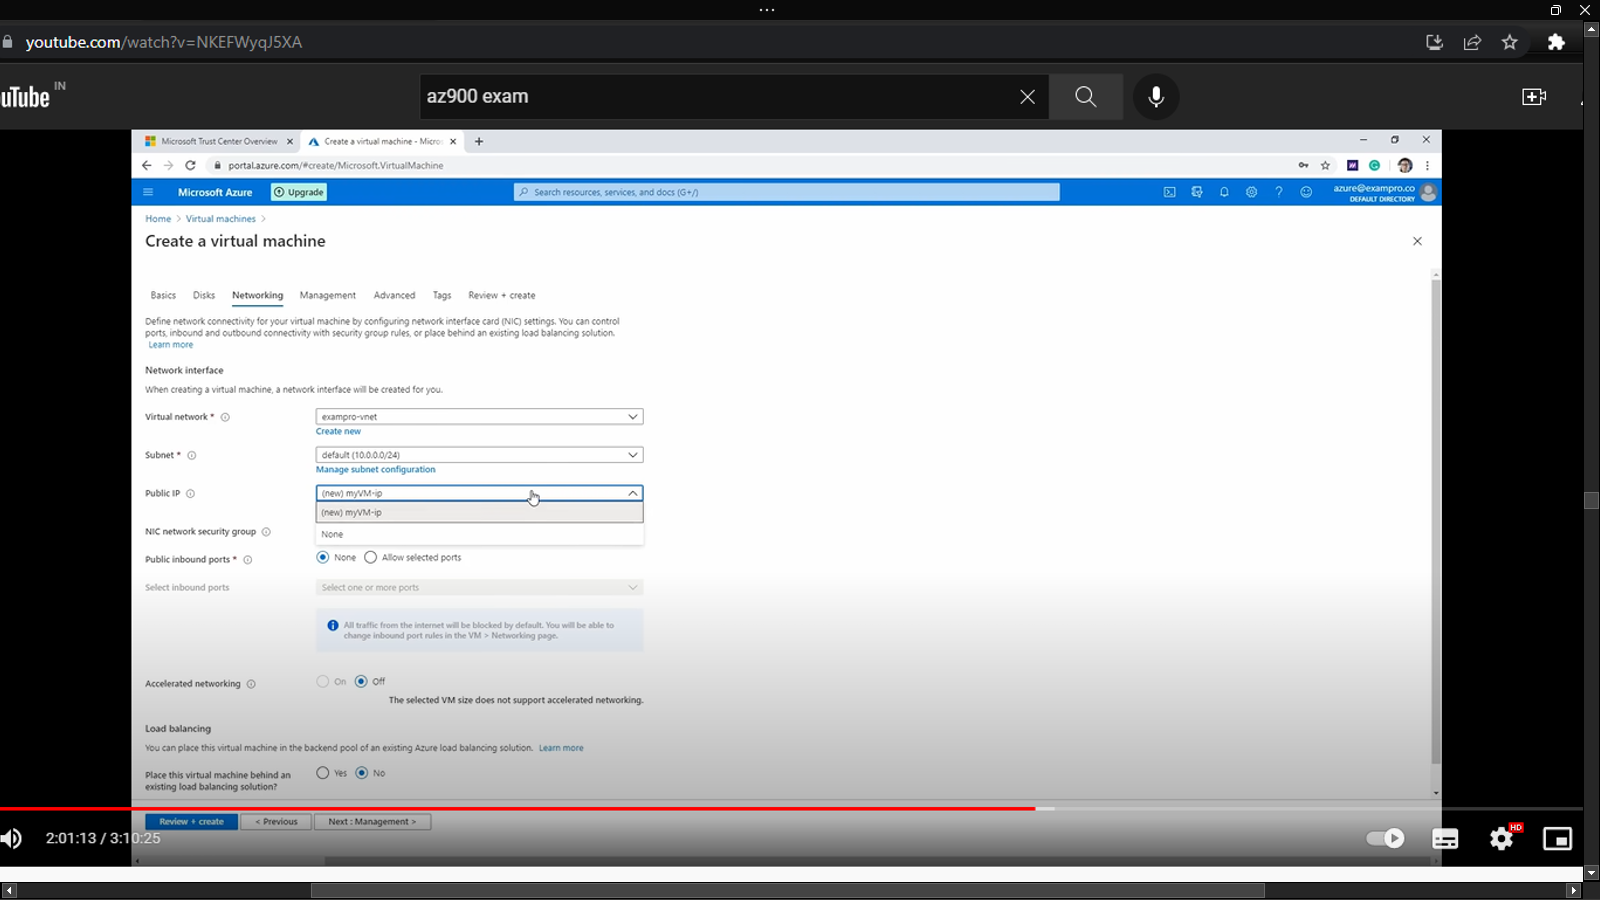 youtube.com/watch?v=NKEFWyqJ5XA
uTube IN
az900 exam
Microsoft Trust Center Overview
Create a virtual machine - Micros
portal.azure.com/#create/Microsoft.VirtualMachine
Microsoft Azure
Upgrade
Search resources, services, and docs (G+/)
azure@exampro.co
DEFAULT DIRECTORY
Home > Virtual machines >
Create a virtual machine
Basics Disks Networking Management Advanced Tags Review + create
Define network connectivity for your virtual machine by configuring network interface card (NIC) settings. You can control
ports, inbound and outbound connectivity with security group rules, or place behind an existing load balancing solution.
Learn more
Network interface
When creating a virtual machine, a network interface will be created for you.
Virtual network *
exampro-vnet
Create new
Subnet *
default (10.0.0.0/24)
Manage subnet configuration
Public IP
(new) myVM-ip
(new) myVM-ip
NIC network security group
None
Public inbound ports *
None Allow selected ports
Select inbound ports
Select one or more ports
All traffic from the internet will be blocked by default. You will be able to
change inbound port rules in the VM > Networking page.
Accelerated networking
On Off
The selected VM size does not support accelerated networking.
Load balancing
You can place this virtual machine in the backend pool of an existing Azure load balancing solution. Learn more
Place this virtual machine behind an
existing load balancing solution?
Yes No
Review + create < Previous Next : Management >
2:01:13 / 3:10:25
HD